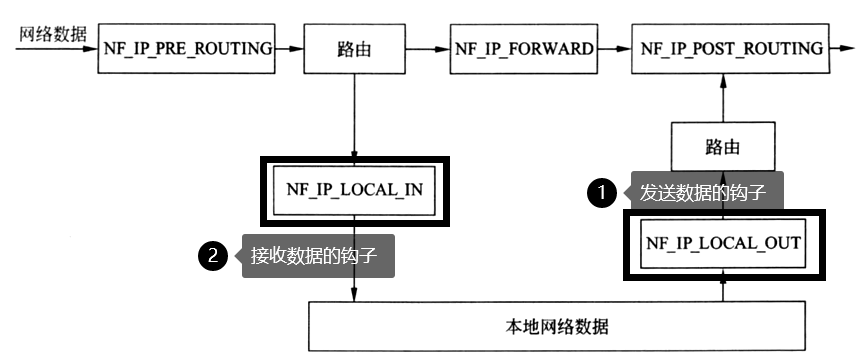 网络数据
NF_IP_PRE_ROUTING
路由
NF_IP_FORWARD
NF_IP_POST_ROUTING
路由
NF_IP_LOCAL_IN
1 发送数据的钩子
2 接收数据的钩子
NF_IP_LOCAL_OUT
本地网络数据